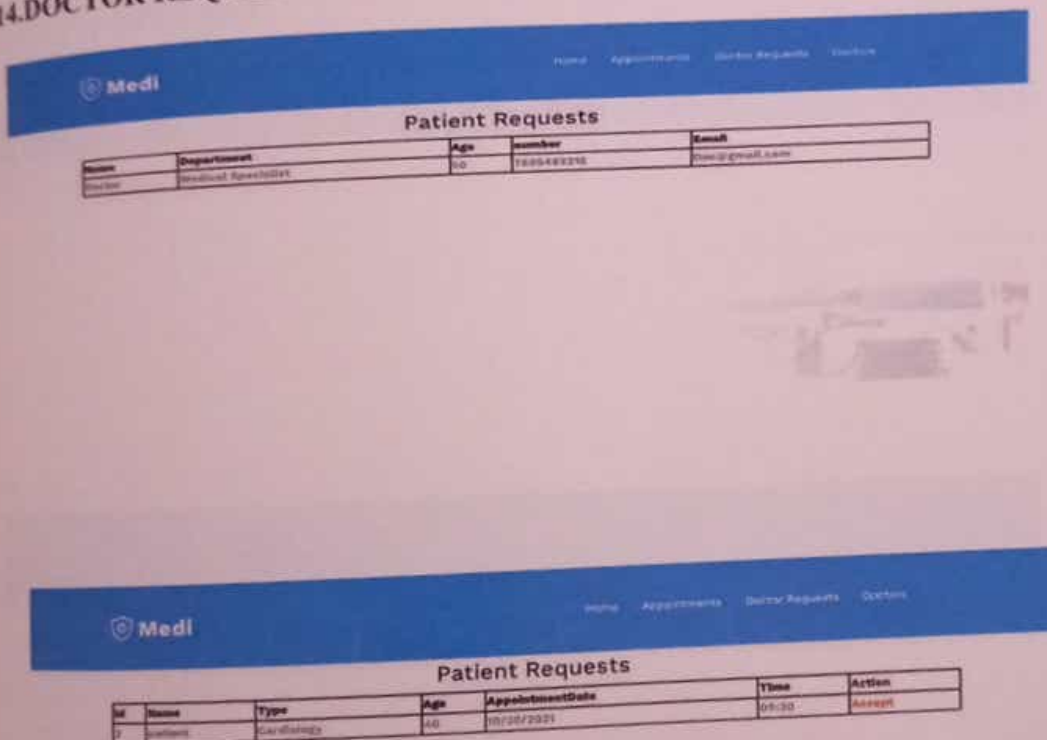 14.DOCTOR
Medi
Home Appointments Doctor Requests Doctors
Patient Requests
Name Department Age number Email
Doctor Medical Specialist
Medi
Home Appointments Doctor Requests Doctors
Patient Requests
Id Name Type Age AppointmentDate Time Action
2 patient Cardiology 40 10/20/2021 09:30 Accept